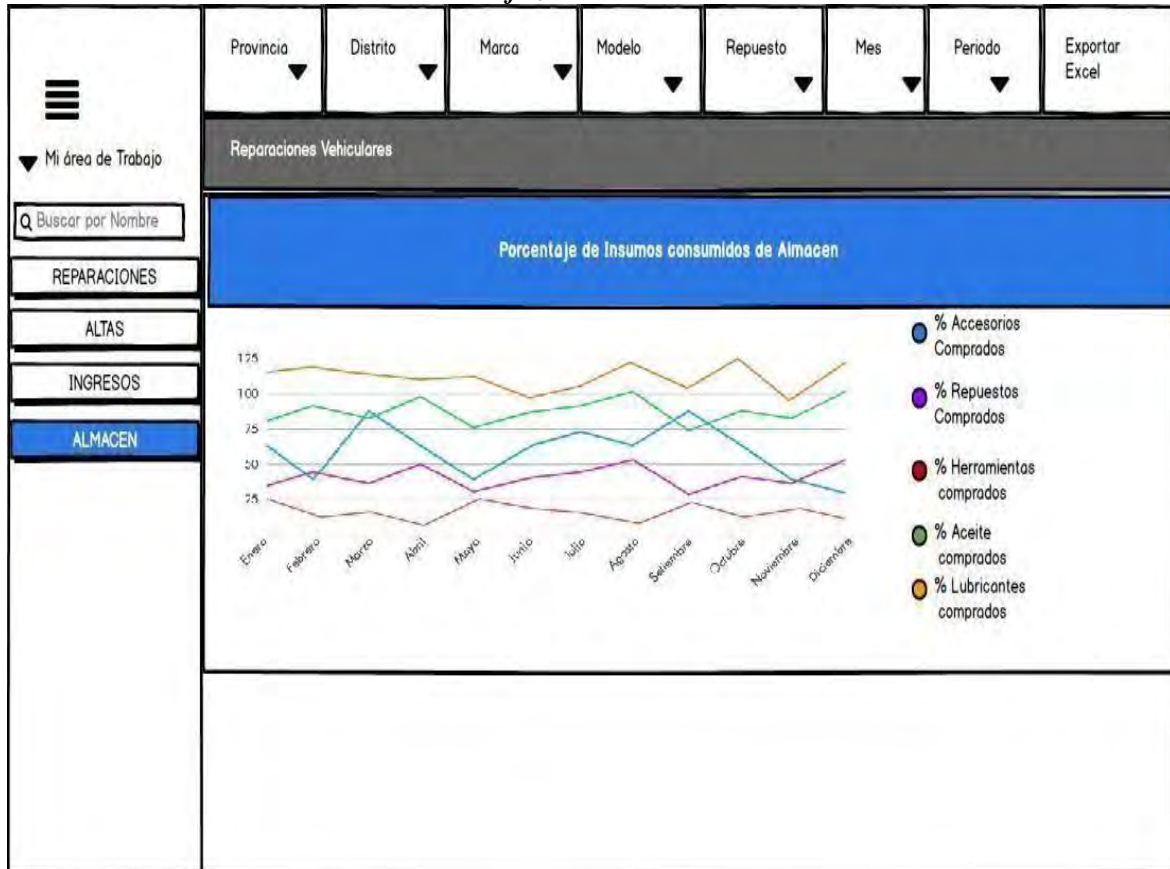 Provincia
Distrito
Marca
Modelo
Repuesto
Mes
Periodo
Exportar
Excel
Mi área de Trabajo
Buscar por Nombre
REPARACIONES
ALTAS
INGRESOS
ALMACEN
Reparaciones Vehiculares
Porcentaje de Insumos consumidos de Almacen
125
100
75
50
25
Enero
Febrero
Marzo
Abril
Mayo
Junio
Julio
Agosto
Setiembre
Octubre
Noviembre
Diciembre
% Accesorios
Comprados
% Repuestos
Comprados
% Herramientas
comprados
% Aceite
comprados
% Lubricantes
comprados